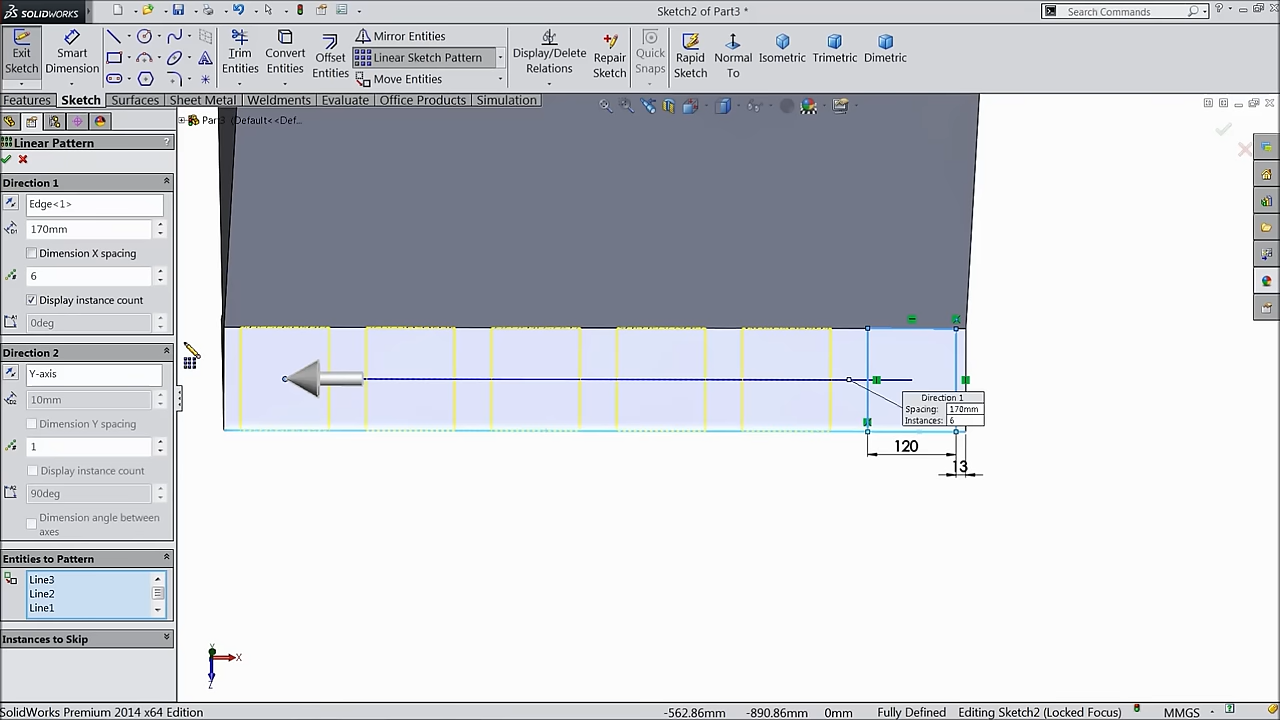 SOLIDWORKS
Sketch2 of Part3 *
Search Commands
Exit Sketch
Smart Dimension
Trim Entities
Convert Entities
Offset Entities
Mirror Entities
Linear Sketch Pattern
Move Entities
Display/Delete Relations
Repair Sketch
Quick Snaps
Rapid Sketch
Normal To
Isometric
Trimetric
Dimetric
Features
Sketch
Surfaces
Sheet Metal
Weldments
Evaluate
Office Products
Simulation
Part3 (Default<<Def...
Linear Pattern
?
Direction 1
Edge<1>
170mm
Dimension X spacing
6
Display instance count
0deg
Direction 2
Y-axis
10mm
Dimension Y spacing
1
Display instance count
90deg
Dimension angle between
axes
Entities to Pattern
Line3
Line2
Line1
Instances to Skip
Direction 1
Spacing: 170mm
Instances: 6
120
13
Y
X
Z
SolidWorks Premium 2014 x64 Edition
-562.86mm
-890.86mm
0mm
Fully Defined
Editing Sketch2 (Locked Focus)
MMGS